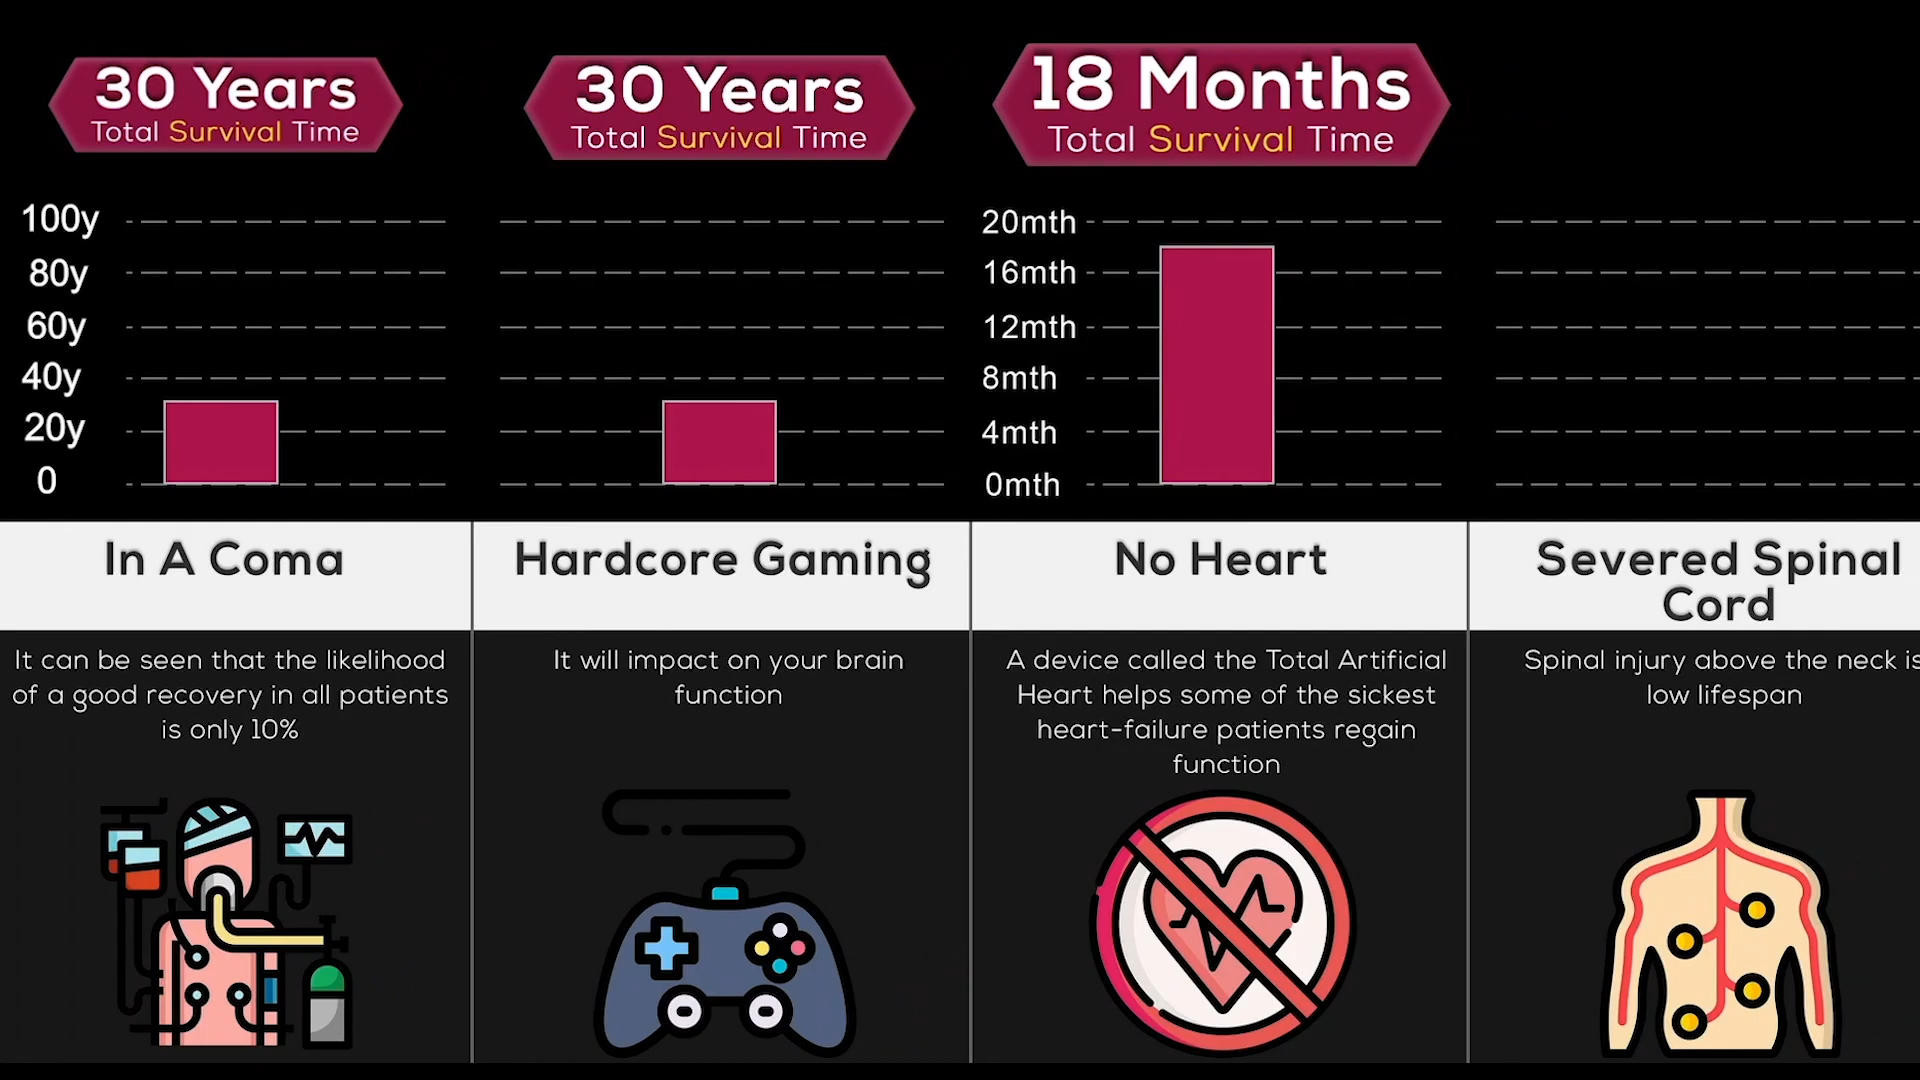 30 Years
Total Survival Time
30 Years
Total Survival Time
18 Months
Total Survival Time
100y
80y
60y
40y
20y
0
20mth
16mth
12mth
8mth
4mth
0mth
In A Coma
It can be seen that the likelihood
of a good recovery in all patients
is only 10%
Hardcore Gaming
It will impact on your brain
function
No Heart
A device called the Total Artificial
Heart helps some of the sickest
heart-failure patients regain
function
Severed Spinal
Cord
Spinal injury above the neck is
low lifespan